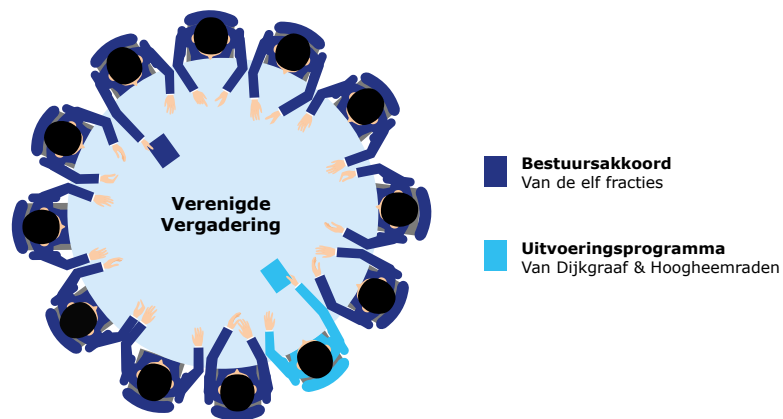 Verenigde
Vergadering
Bestuursakkoord
Van de elf fracties
Uitvoeringsprogramma
Van Dijkgraaf & Hoogheemraden